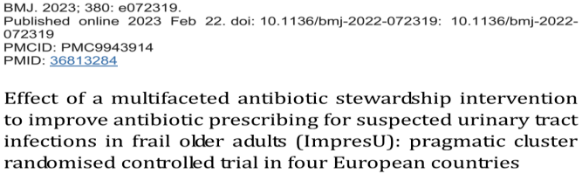 BMJ. 2023; 380: e072319.
Published online 2023 Feb 22. doi: 10.1136/bmj-2022-072319: 10.1136/bmj-2022-
072319
PMCID: PMC9943914
PMID: 36813284
Effect of a multifaceted antibiotic stewardship intervention
to improve antibiotic prescribing for suspected urinary tract
infections in frail older adults (ImpresU): pragmatic cluster
randomised controlled trial in four European countries